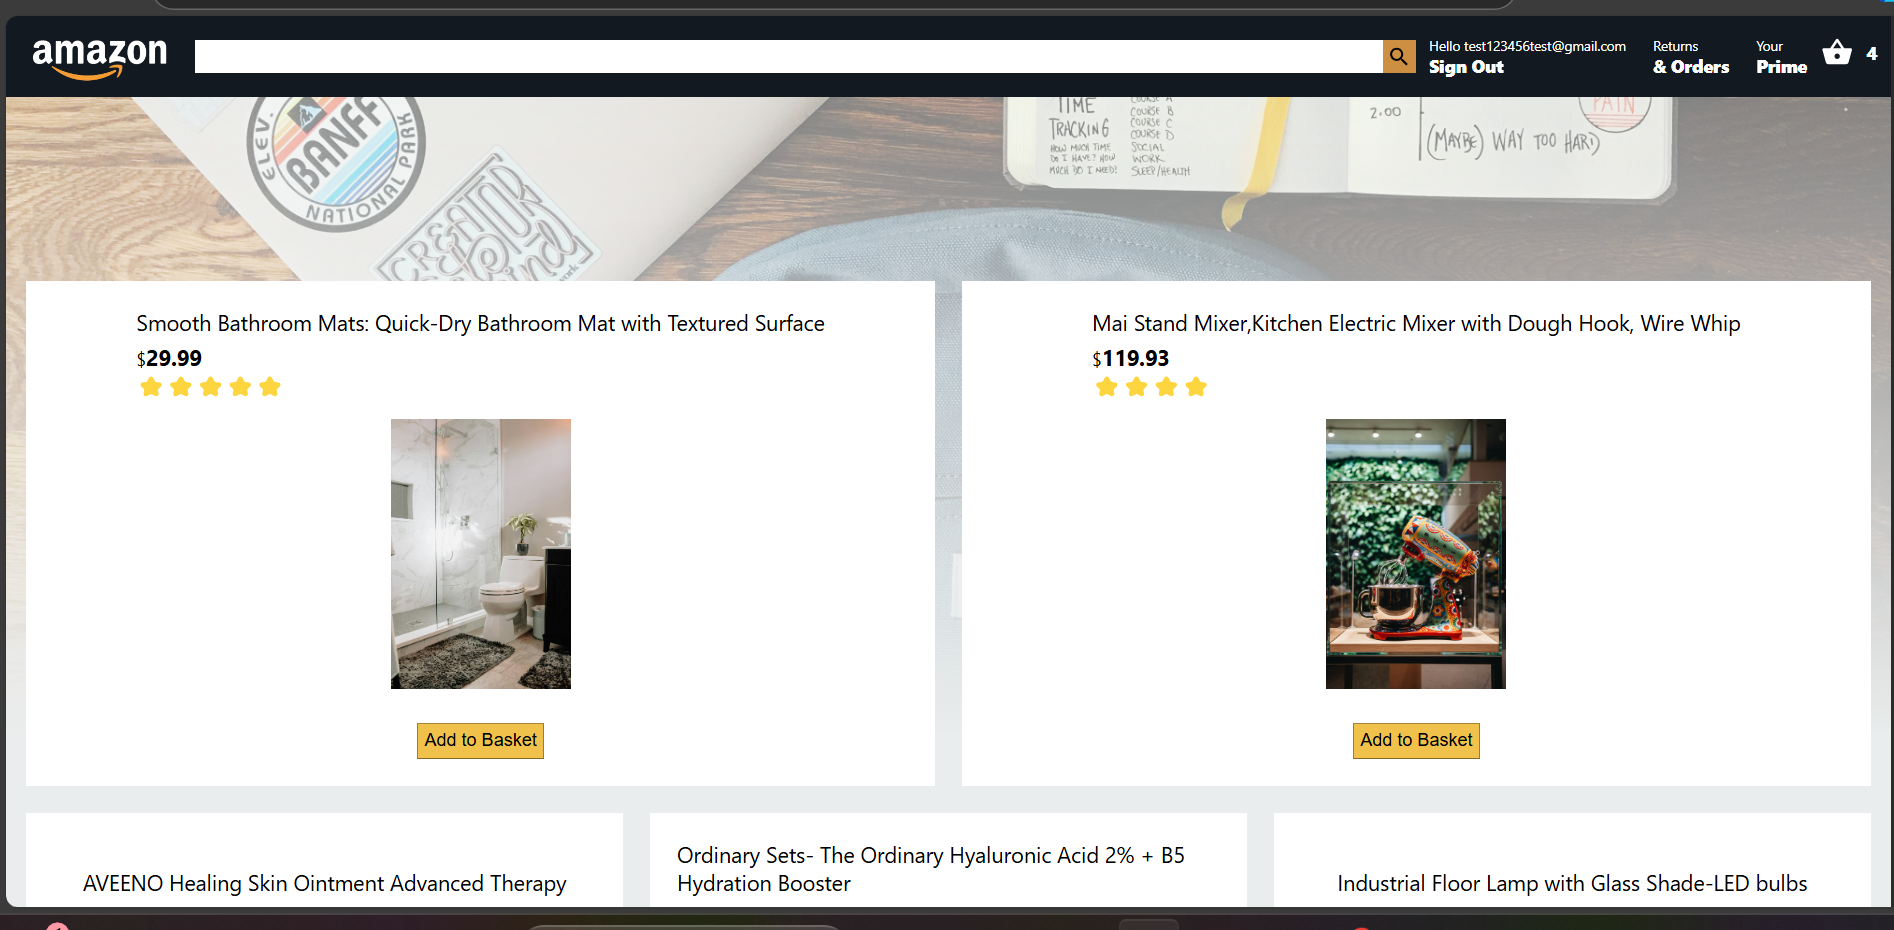 amazon
Hello test123456test@gmail.com
Sign Out
Returns
& Orders
Your
Prime
4
ELEV.
BANFF
NATIONAL PARK
CREATOR
TIME
TRACKING
HOW MUCH TIME
DO I HAVE? HOW
MUCH DO I NEED?
COURSE A
COURSE B
COURSE C
COURSE D
SOCIAL
WORK
SLEEP/HEALTH
2.00
PAIN
(MAYBE) WAY TOO HARD
Smooth Bathroom Mats: Quick-Dry Bathroom Mat with Textured Surface
$29.99
Mai Stand Mixer,Kitchen Electric Mixer with Dough Hook, Wire Whip
$119.93
Add to Basket
Add to Basket
AVEENO Healing Skin Ointment Advanced Therapy
Ordinary Sets- The Ordinary Hyaluronic Acid 2% + B5
Hydration Booster
Industrial Floor Lamp with Glass Shade-LED bulbs